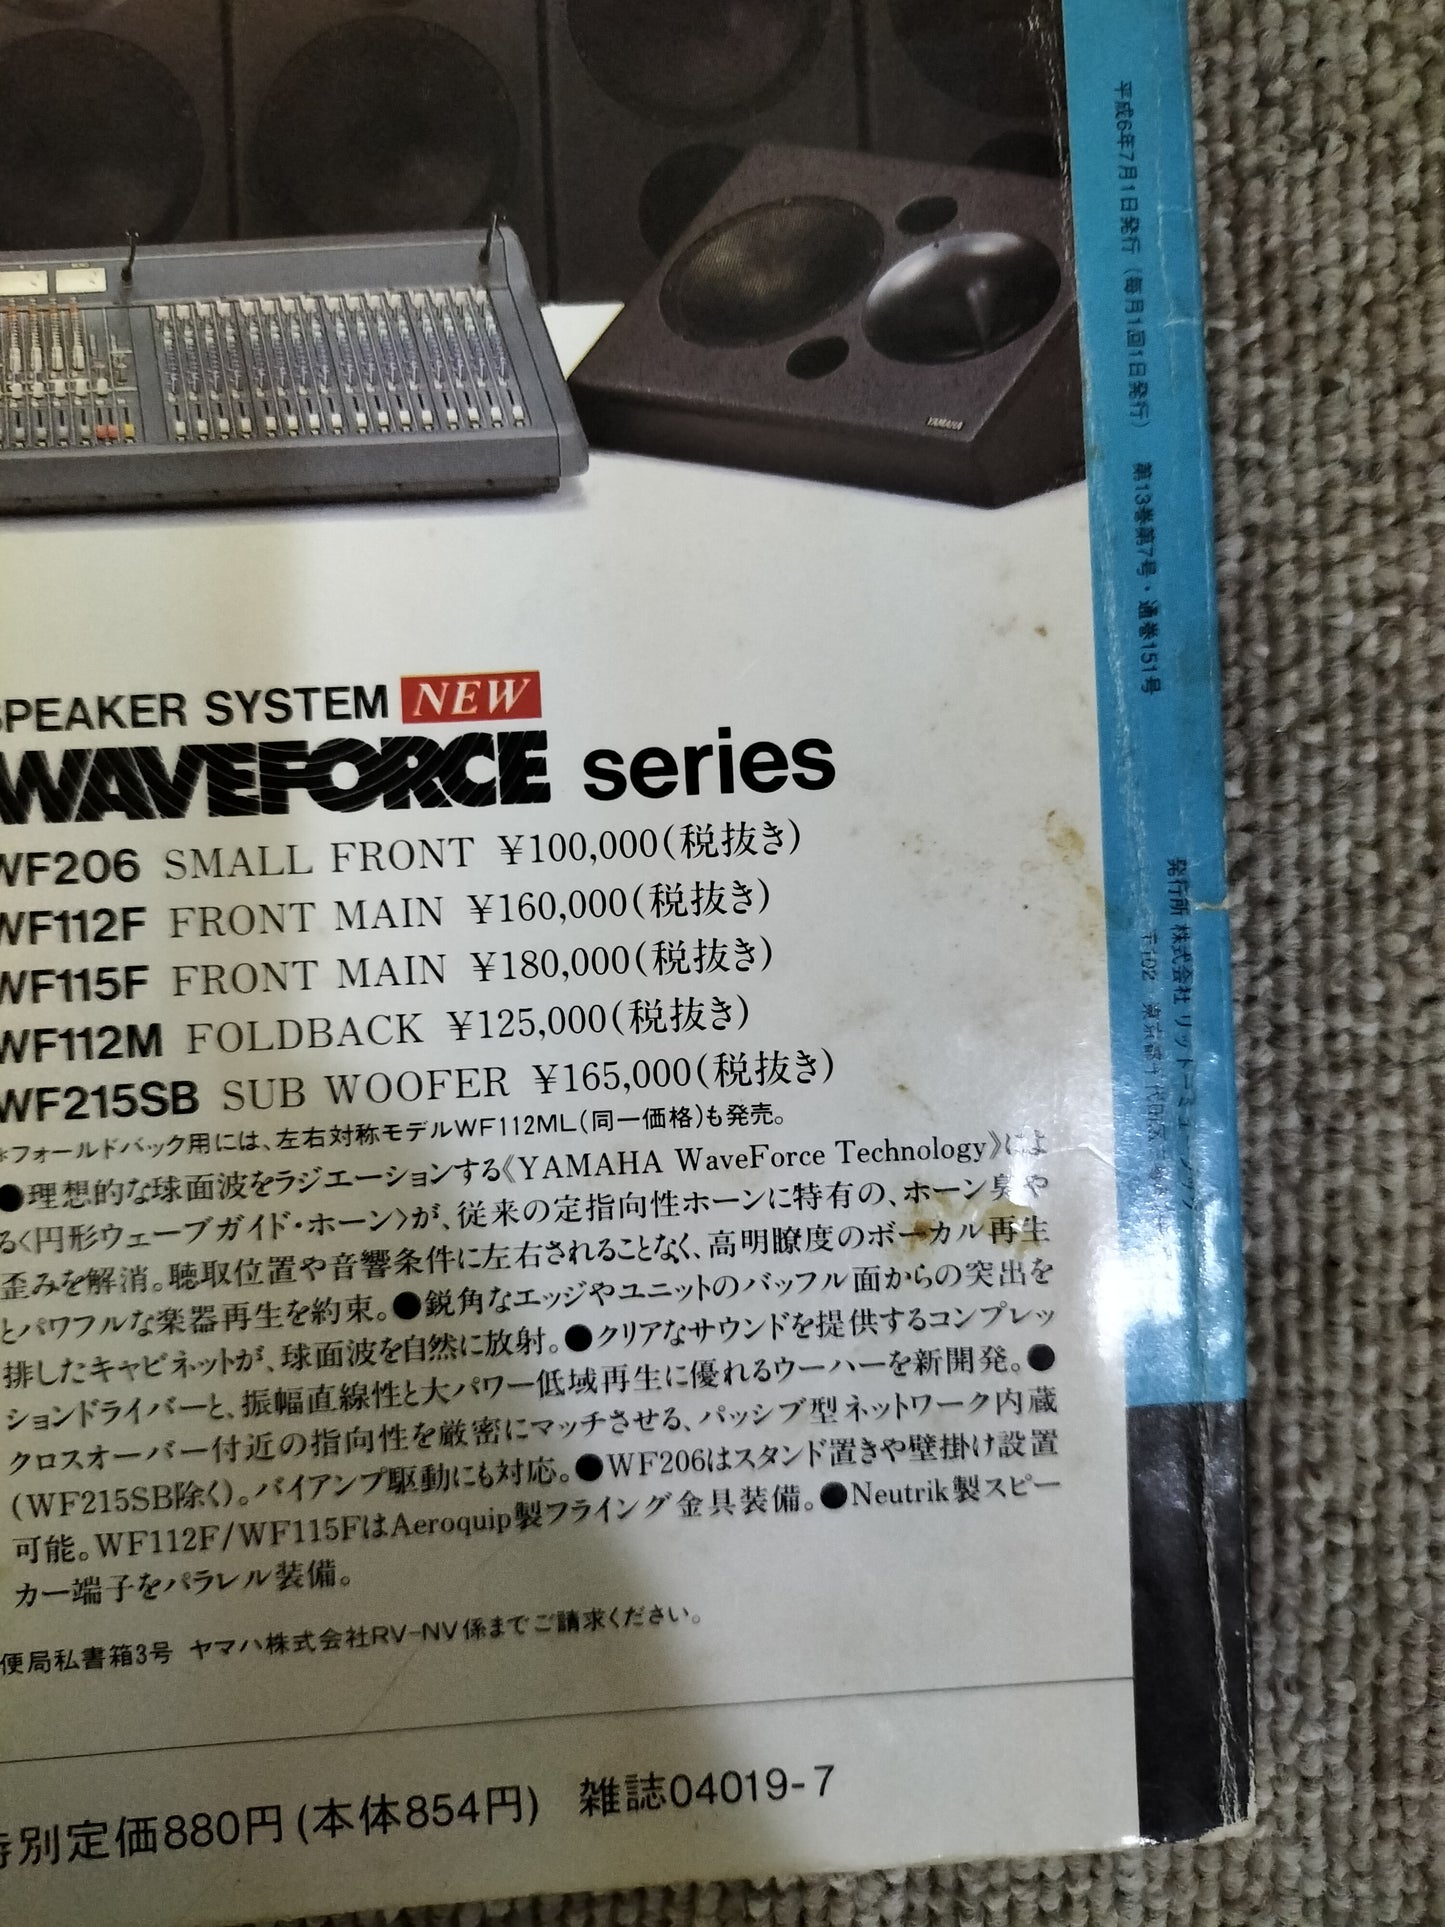 YAMAHA
SPEAKER SYSTEM NEW
WAVEFORCE series
WF206 SMALL FRONT ¥100,000(税抜き)
WF112F FRONT MAIN ¥160,000(税抜き)
WF115F FRONT MAIN ¥180,000(税抜き)
WF112M FOLDBACK ¥125,000(税抜き)
WF215SB SUB WOOFER ¥165,000(税抜き)
*フォールドバック用には、左右対称モデルWF112ML(同一価格)も発売。
●理想的な球面波をラジエーションする《YAMAHA WaveForce Technology》によ
る〈円形ウェーブガイド・ホーン〉が、従来の定指向性ホーンに特有の、ホーン臭や
歪みを解消。聴取位置や音響条件に左右されることなく、高明瞭度のボーカル再生
とパワフルな楽器再生を約束。●鋭角なエッジやユニットのバッフル面からの突出を
排したキャビネットが、球面波を自然に放射。●クリアなサウンドを提供するコンプレッ
ションドライバーと、振幅直線性と大パワー低域再生に優れるウーハーを新開発。●
クロスオーバー付近の指向性を厳密にマッチさせる、パッシブ型ネットワーク内蔵
(WF215SB除く)。バイアンプ駆動にも対応。●WF206はスタンド置きや壁掛け設置
可能。WF112F/WF115FはAeroquip製フライング金具装備。●Neutrik製スピー
カー端子をパラレル装備。
便局私書箱3号 ヤマハ株式会社RV-NV係までご請求ください。
特別定価880円(本体854円) 雑誌04019-7
平成6年7月1日発行(毎月1回1日発行) 第13巻第7号・通巻151号
発行所 株式会社 リットーミュージック
〒102 東京都千代田区